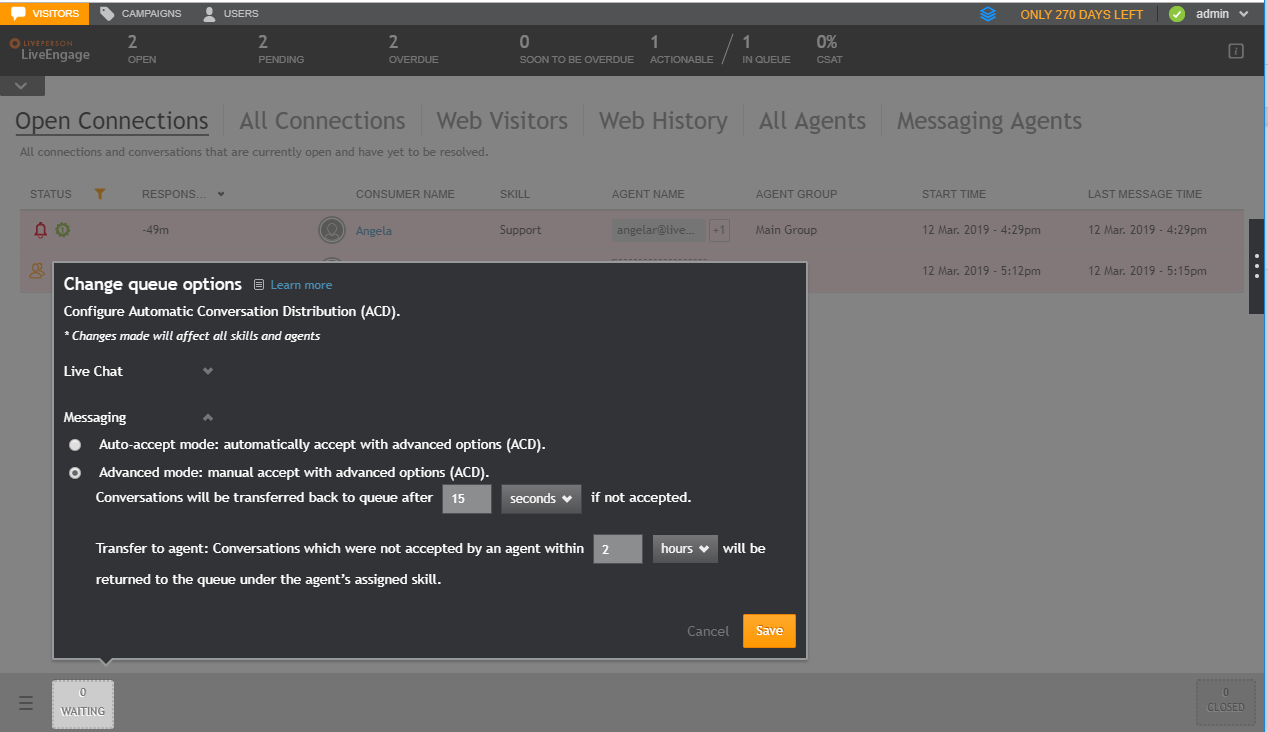 VISITORS CAMPAIGNS USERS ONLY 270 DAYS LEFT admin
LIVEPERSON
LiveEngage
2 2 2 0 1 1 0%
OPEN PENDING OVERDUE SOON TO BE OVERDUE ACTIONABLE IN QUEUE CSAT
Open Connections All Connections Web Visitors Web History All Agents Messaging Agents
All connections and conversations that are currently open and have yet to be resolved.
STATUS RESPONS... CONSUMER NAME SKILL AGENT NAME AGENT GROUP START TIME LAST MESSAGE TIME
-49m Angela Support angelar@live... +1 Main Group 12 Mar. 2019 - 4:29pm 12 Mar. 2019 - 4:29pm
12 Mar. 2019 - 5:12pm 12 Mar. 2019 - 5:15pm
Change queue options Learn more
Configure Automatic Conversation Distribution (ACD).
* Changes made will affect all skills and agents
Live Chat
Messaging
Auto-accept mode: automatically accept with advanced options (ACD).
Advanced mode: manual accept with advanced options (ACD).
Conversations will be transferred back to queue after 15 seconds if not accepted.
Transfer to agent: Conversations which were not accepted by an agent within 2 hours will be
returned to the queue under the agent's assigned skill.
Cancel Save
0
WAITING
0
CLOSED